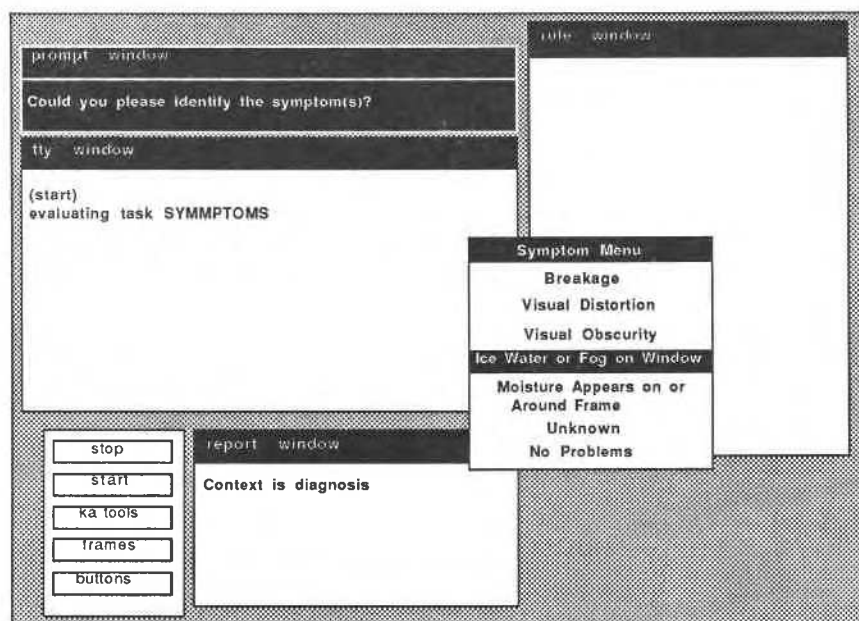 prompt window
Could you please identify the symptom(s)?
tty window
(start)
evaluating task SYMMPTOMS
rule window
Symptom Menu
Breakage
Visual Distortion
Visual Obscurity
Ice Water or Fog on Window
Moisture Appears on or
Around Frame
Unknown
No Problems
stop
start
ka tools
frames
buttons
report window
Context is diagnosis